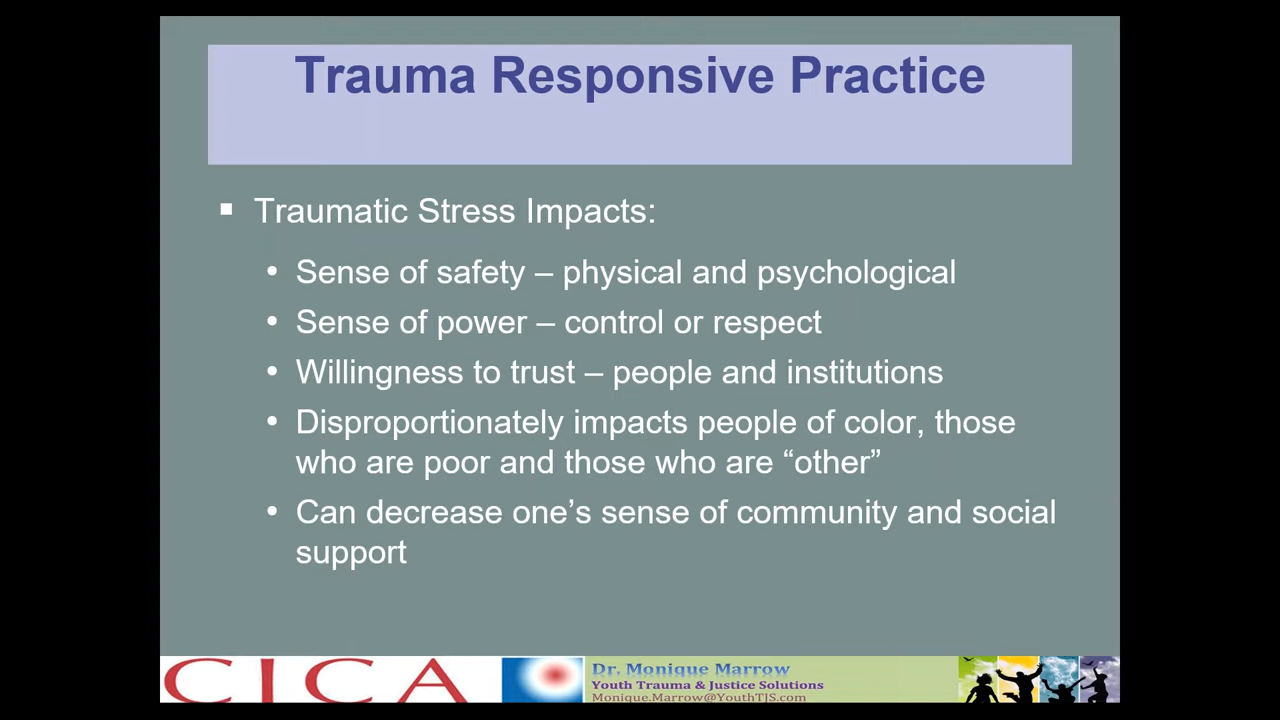 Trauma Responsive Practice
▪ Traumatic Stress Impacts:
• Sense of safety – physical and psychological
• Sense of power – control or respect
• Willingness to trust – people and institutions
• Disproportionately impacts people of color, those
who are poor and those who are “other”
• Can decrease one’s sense of community and social
support
CICA
Dr. Monique Marrow
Youth Trauma & Justice Solutions
Monique.Marrow@YouthTJS.com